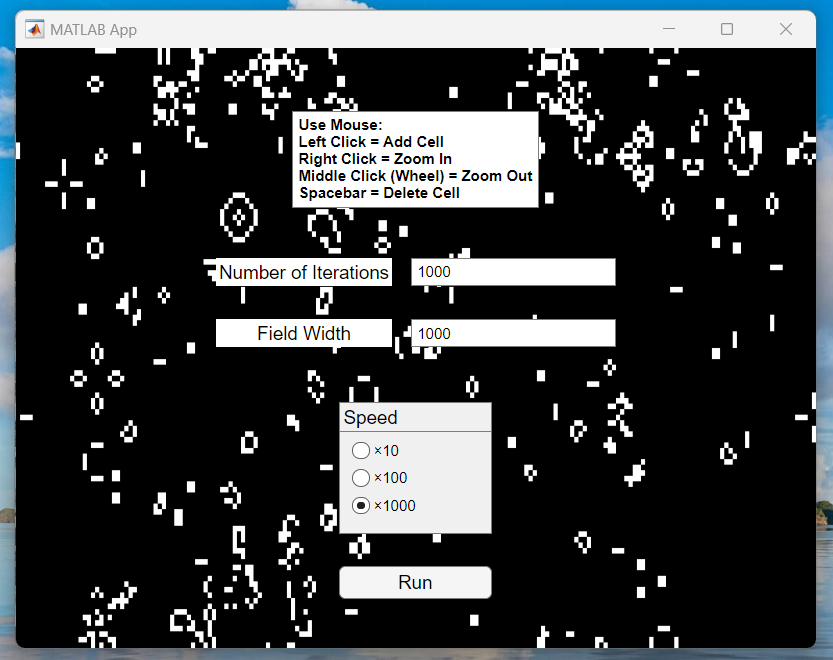 MATLAB App
Use Mouse:
Left Click = Add Cell
Right Click = Zoom In
Middle Click (Wheel) = Zoom Out
Spacebar = Delete Cell
Number of Iterations 1000
Field Width 1000
Speed
×10
×100
×1000
Run